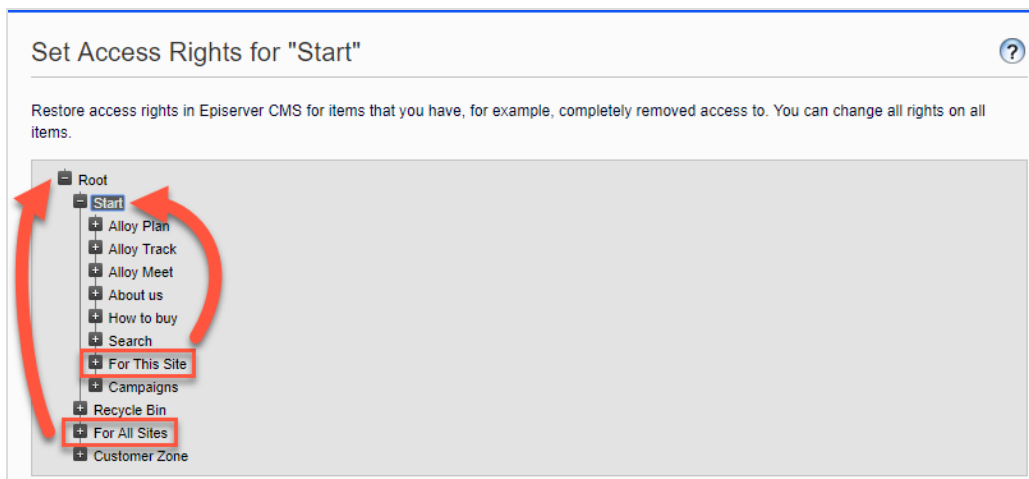 Set Access Rights for "Start"
?
Restore access rights in Episerver CMS for items that you have, for example, completely removed access to. You can change all rights on all
items.
Root
Start
Alloy Plan
Alloy Track
Alloy Meet
About us
How to buy
Search
For This Site
Campaigns
Recycle Bin
For All Sites
Customer Zone